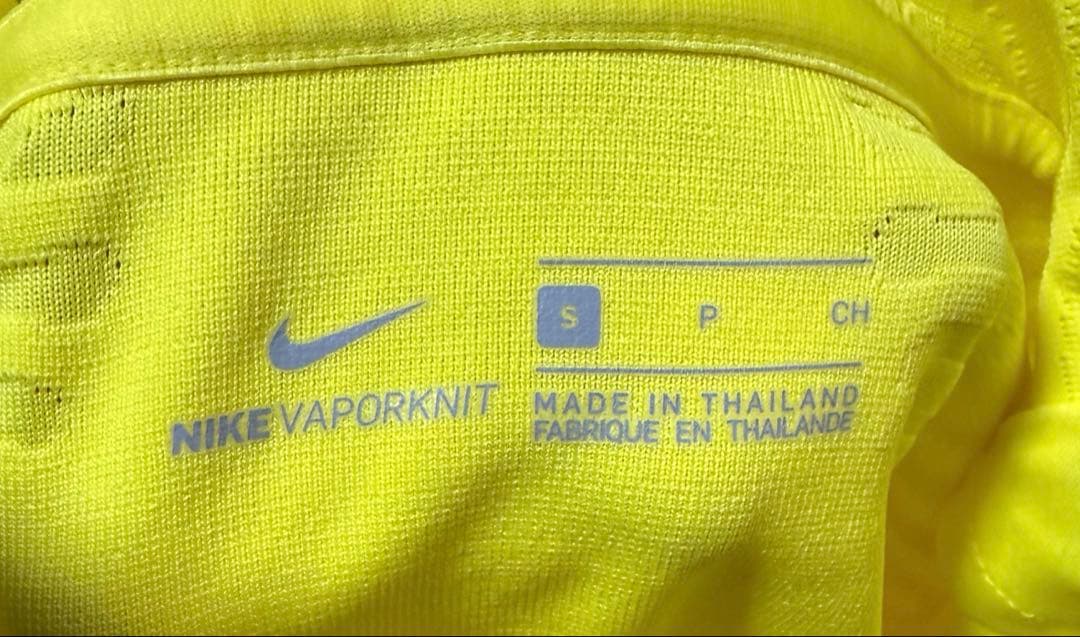 S P CH
NIKE VAPORKNIT
MADE IN THAILAND
FABRIQUE EN THAILANDE